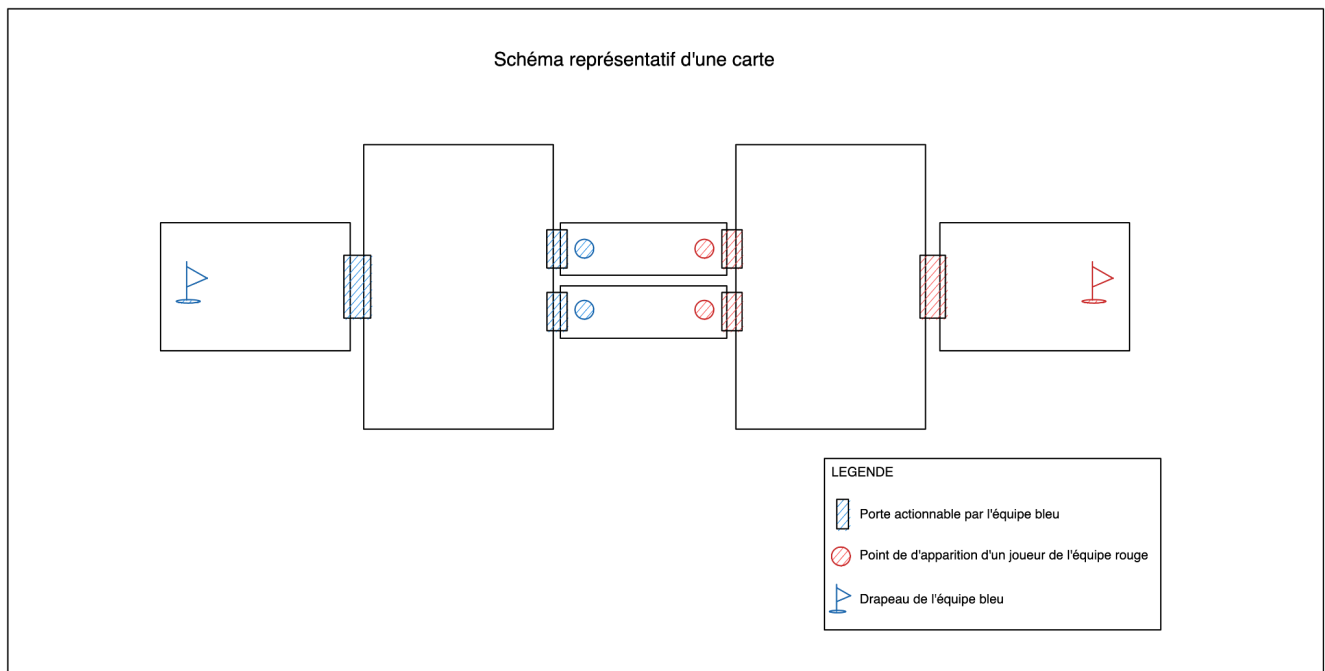 Schéma représentatif d'une carte
LEGENDE
Porte actionnable par l'équipe bleu
Point de d'apparition d'un joueur de l'équipe rouge
Drapeau de l'équipe bleu